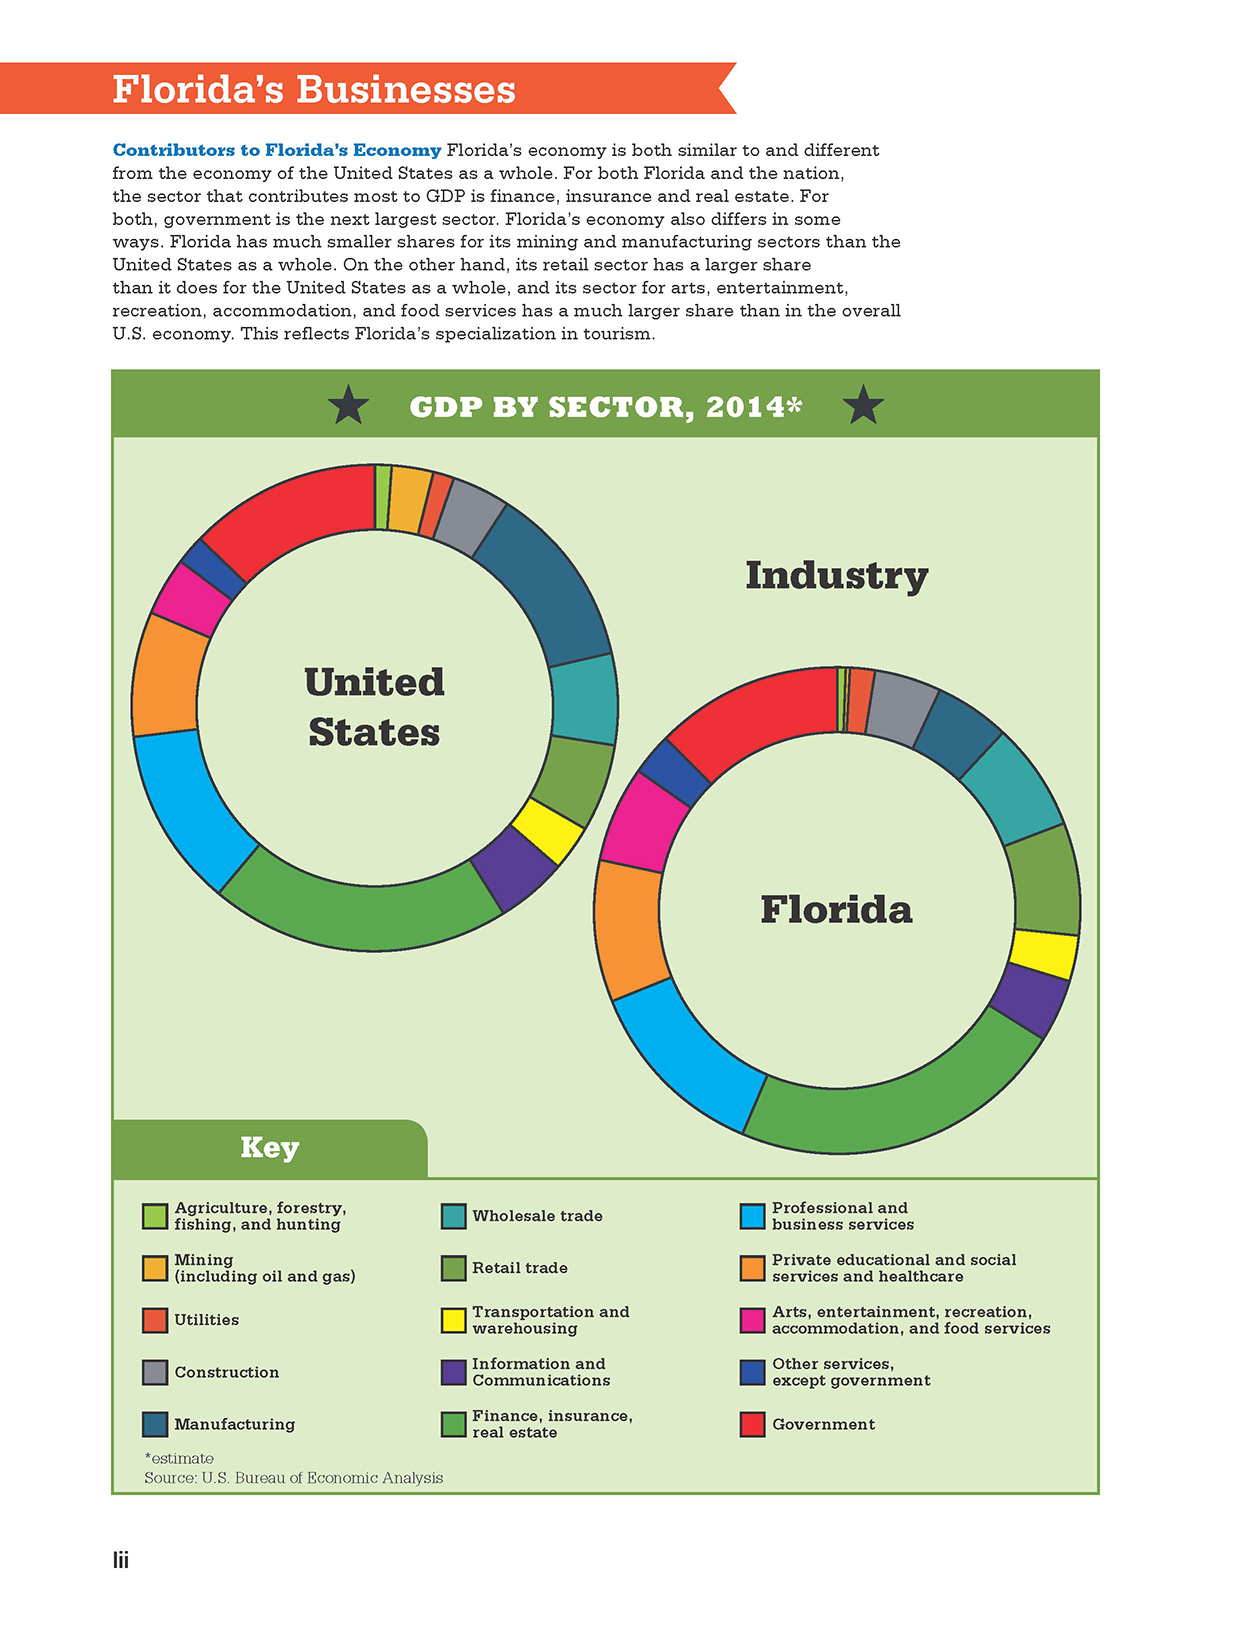 Florida’s Businesses
Contributors to Florida’s Economy Florida’s economy is both similar to and different
from the economy of the United States as a whole. For both Florida and the nation,
the sector that contributes most to GDP is finance, insurance and real estate. For
both, government is the next largest sector. Florida’s economy also differs in some
ways. Florida has much smaller shares for its mining and manufacturing sectors than the
United States as a whole. On the other hand, its retail sector has a larger share
than it does for the United States as a whole, and its sector for arts, entertainment,
recreation, accommodation, and food services has a much larger share than in the overall
U.S. economy. This reflects Florida’s specialization in tourism.
GDP BY SECTOR, 2014*
Industry
United
States
Florida
Key
Agriculture, forestry,
fishing, and hunting
Mining
(including oil and gas)
Utilities
Construction
Manufacturing
Wholesale trade
Retail trade
Transportation and
warehousing
Information and
Communications
Finance, insurance,
real estate
Professional and
business services
Private educational and social
services and healthcare
Arts, entertainment, recreation,
accommodation, and food services
Other services,
except government
Government
*estimate
Source: U.S. Bureau of Economic Analysis
lii